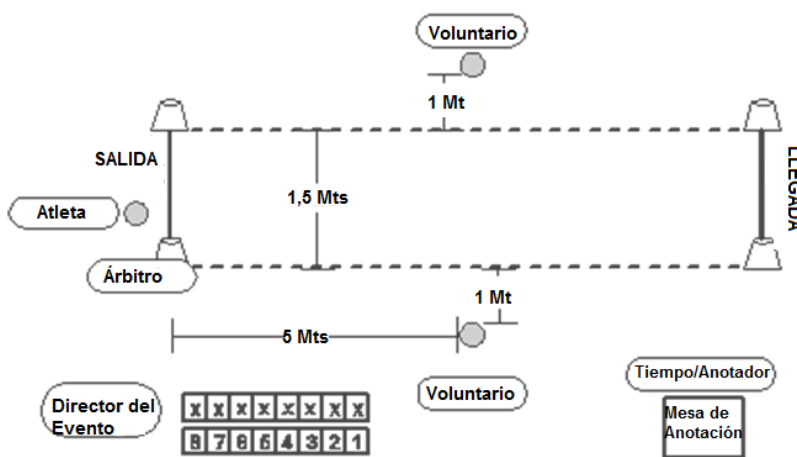 Voluntario
1 Mt
SALIDA
LLEGADA
1,5 Mts
Atleta
Árbitro
1 Mt
5 Mts
Voluntario
Tiempo/Anotador
Director del
Evento
X X X X X X X X
8 7 6 5 4 3 2 1
Mesa de
Anotación